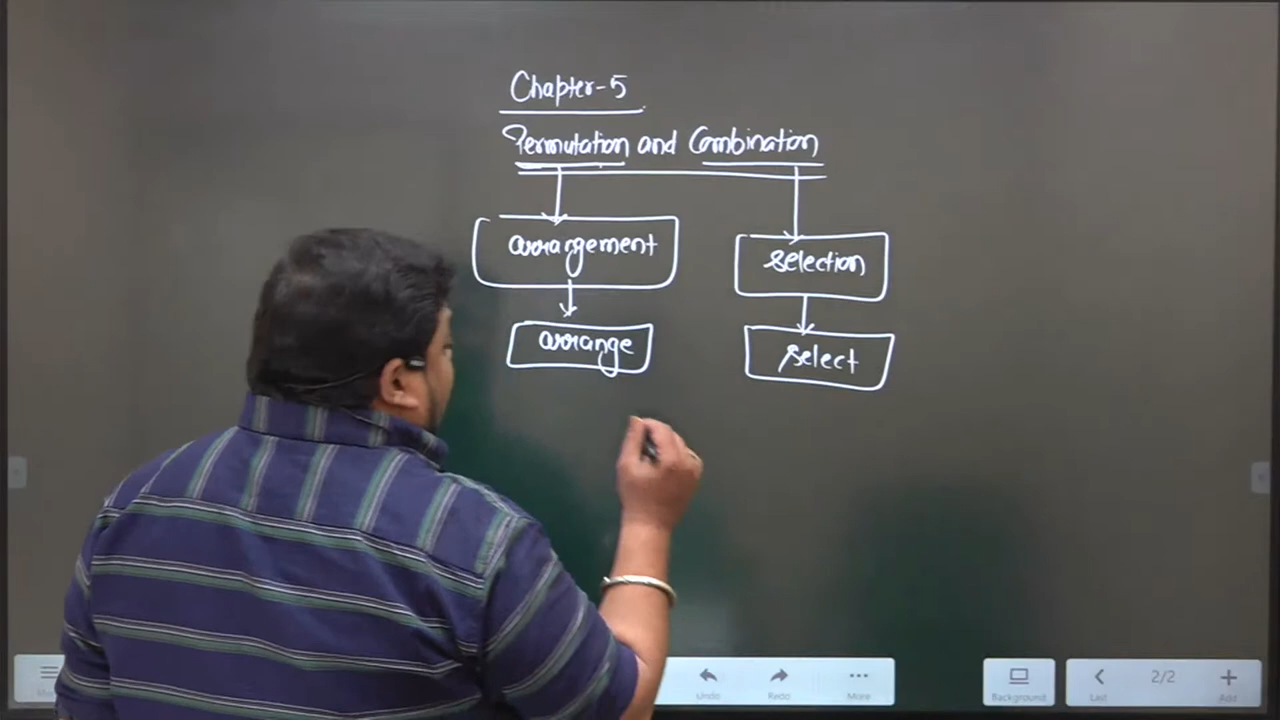 Chapter-5
Permutation and Combination
arrangement
selection
arrange
select
Undo
Redo
More
Background
Last
2/2
Add